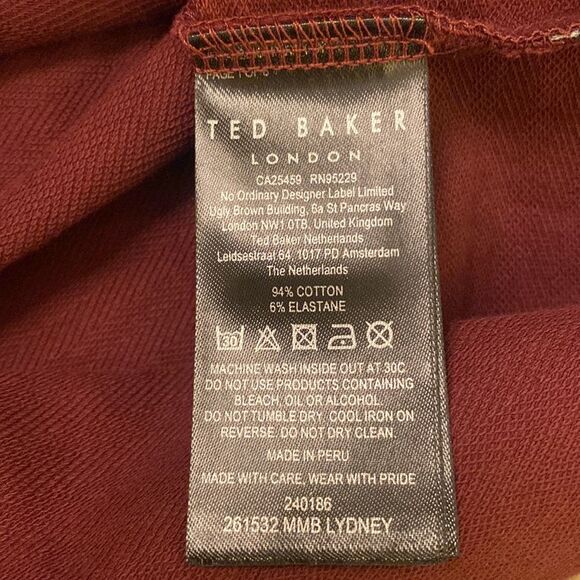 PAGE 1 OF 6
TED BAKER
LONDON
CA25459 RN95229
No Ordinary Designer Label Limited
Ugly Brown Building, 6a St Pancras Way
London NW1 0TB, United Kingdom
Ted Baker Netherlands
Leidsestraat 64, 1017 PD Amsterdam
The Netherlands
94% COTTON
6% ELASTANE
30
MACHINE WASH INSIDE OUT AT 30C.
DO NOT USE PRODUCTS CONTAINING
BLEACH, OIL OR ALCOHOL.
DO NOT TUMBLE DRY. COOL IRON ON
REVERSE. DO NOT DRY CLEAN.
MADE IN PERU
MADE WITH CARE, WEAR WITH PRIDE
240186
261532 MMB LYDNEY